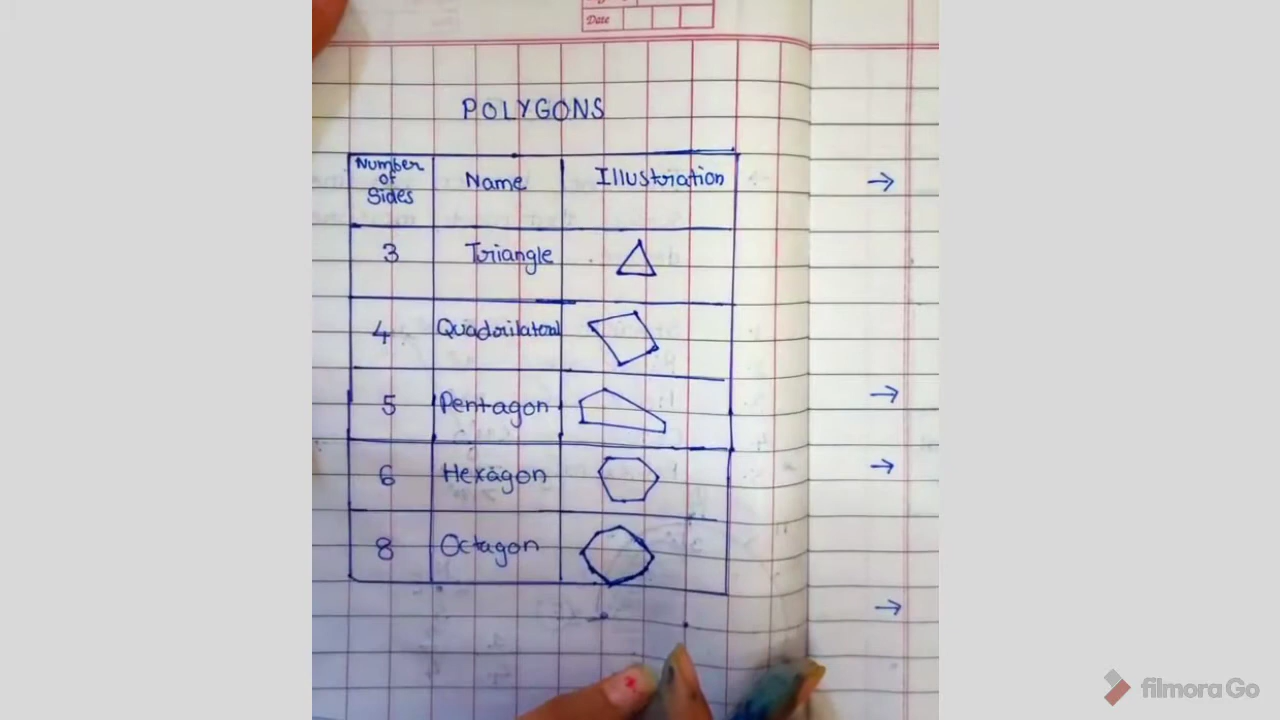 Date
POLYGONS
Number of Sides
Name
Illustration
3
Triangle
4
Quadrilateral
5
Pentagon
6
Hexagon
8
Octagon
filmora Go